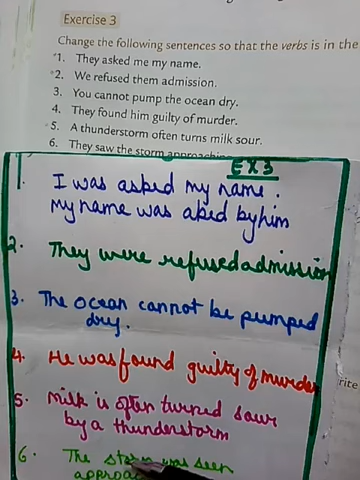 Exercise 3
Change the following sentences so that the verbs is in the
1. They asked me my name.
2. We refused them admission.
3. You cannot pump the ocean dry.
4. They found him guilty of murder.
5. A thunderstorm often turns milk sour.
6. They saw the storm approaching
EX 3
1. I was asked my name.
my name was aked by him
2. They were refused admission
3. The ocean cannot be pumped
dry.
4. He was found guilty of murder
5. Milk is often turned sour
by a thunderstorm
6. The storm was seen